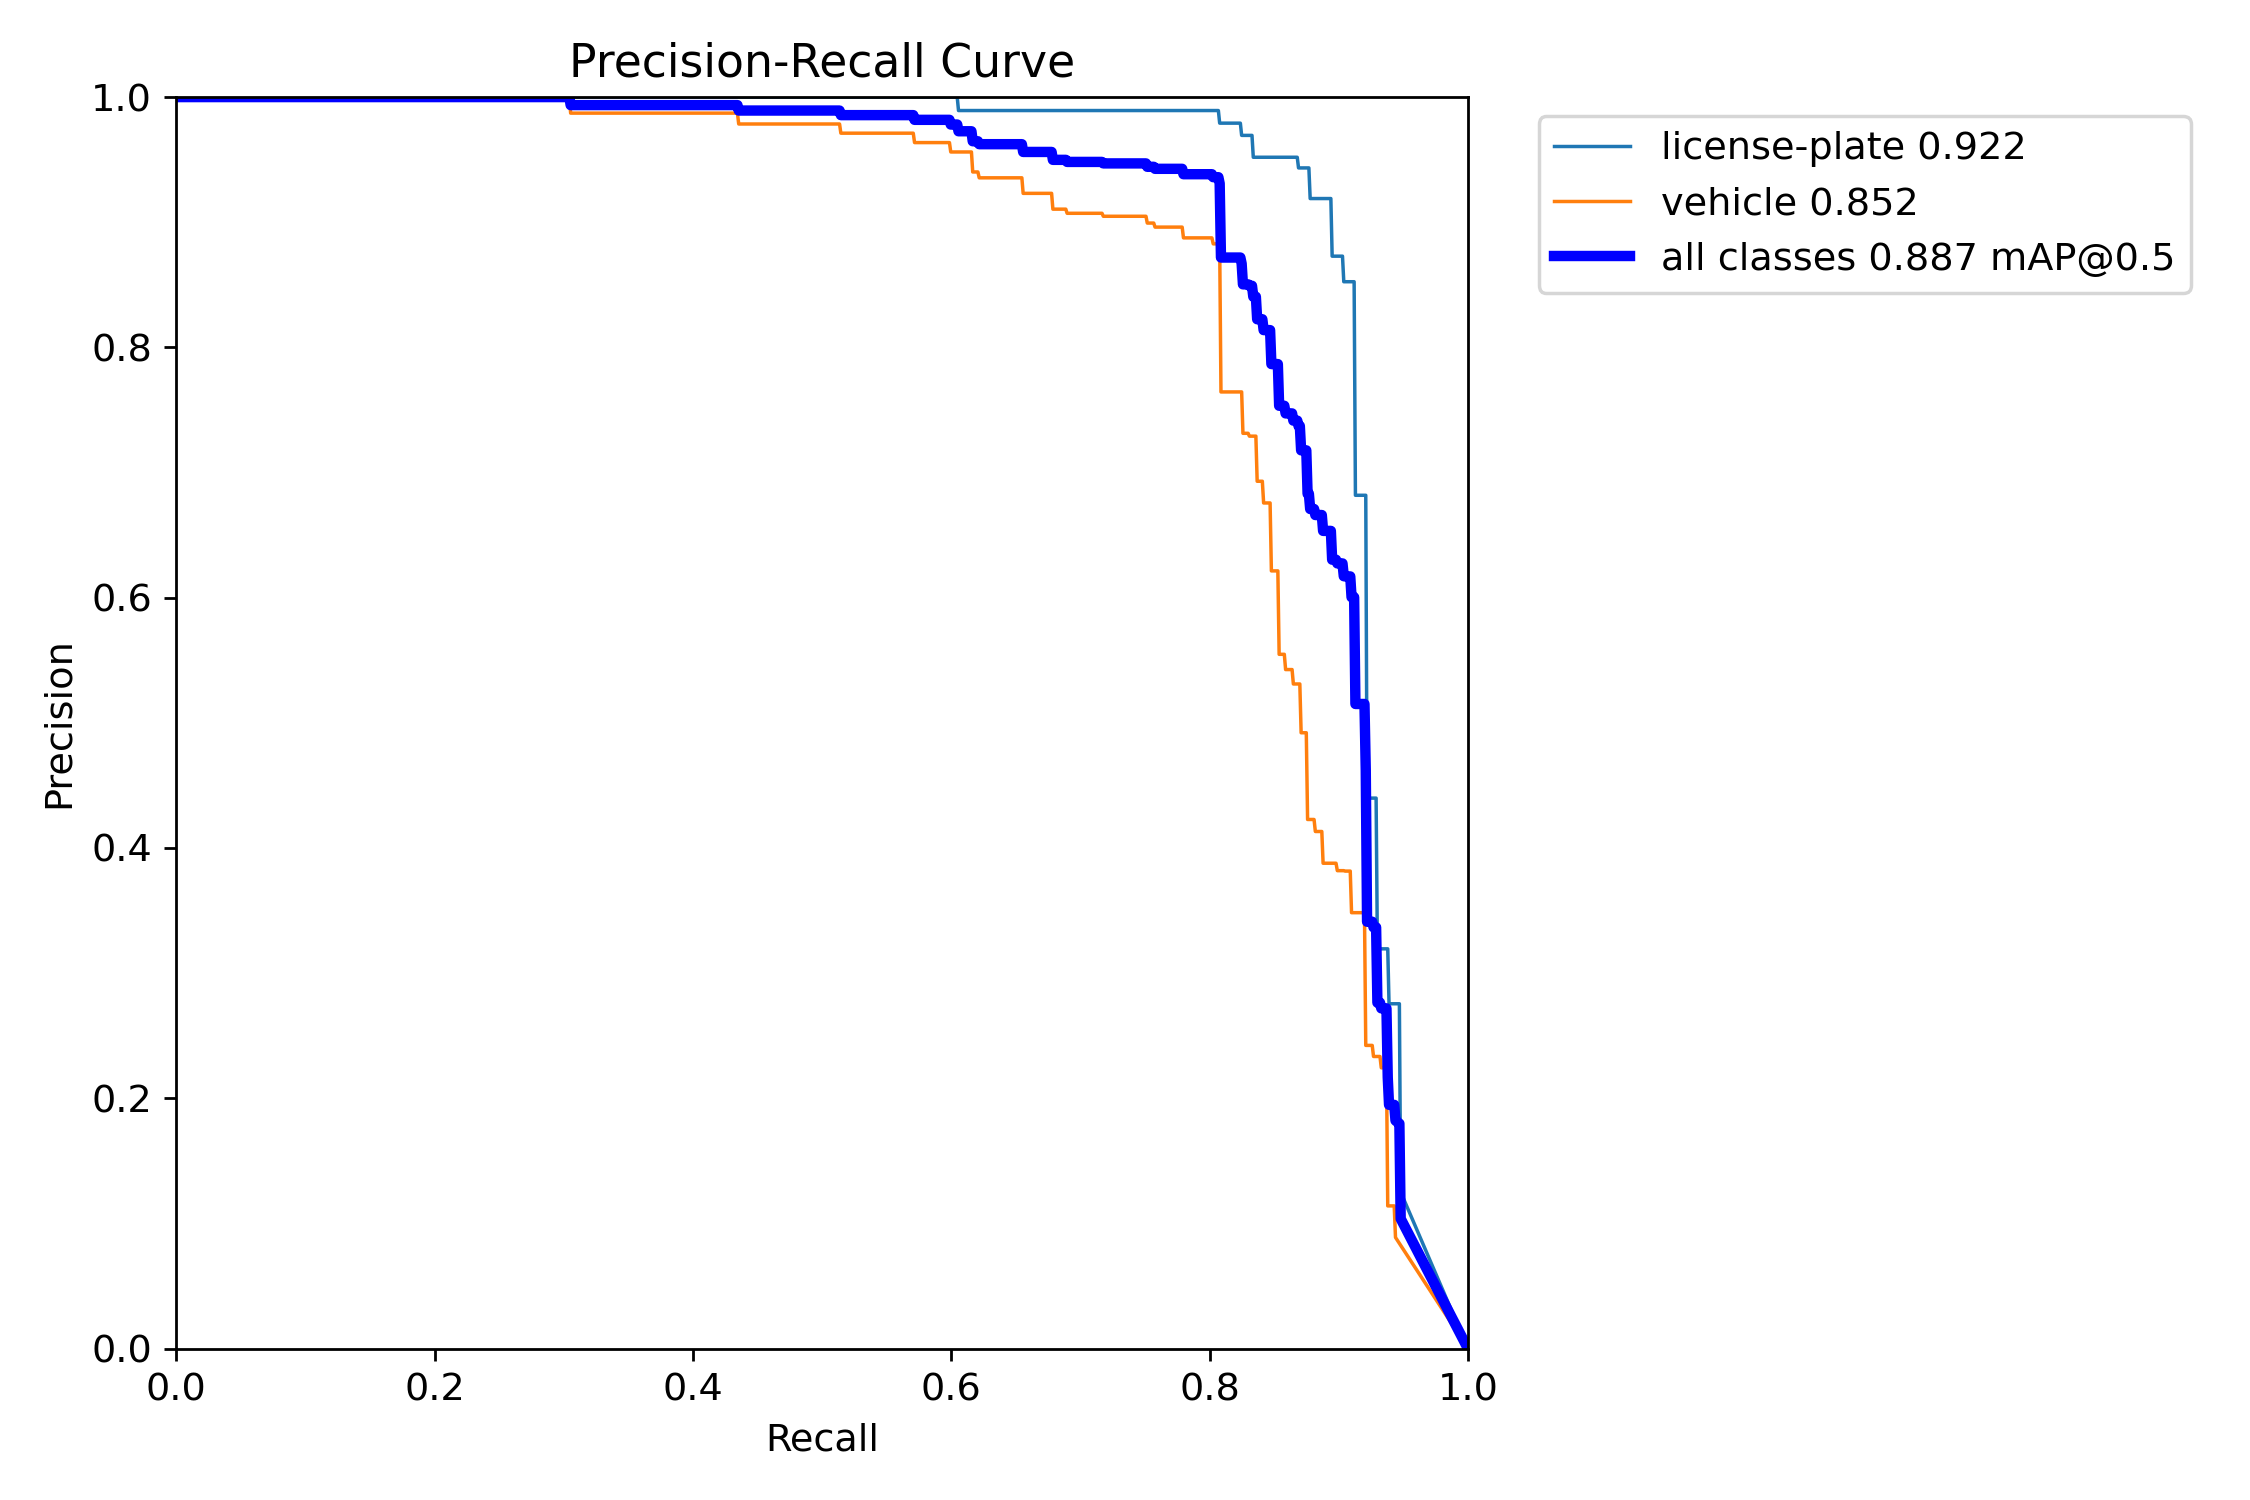 Precision-Recall Curve
license-plate 0.922
vehicle 0.852
all classes 0.887 mAP@0.5
Precision
1.0
0.8
0.6
0.4
0.2
0.0
0.0 0.2 0.4 0.6 0.8 1.0
Recall